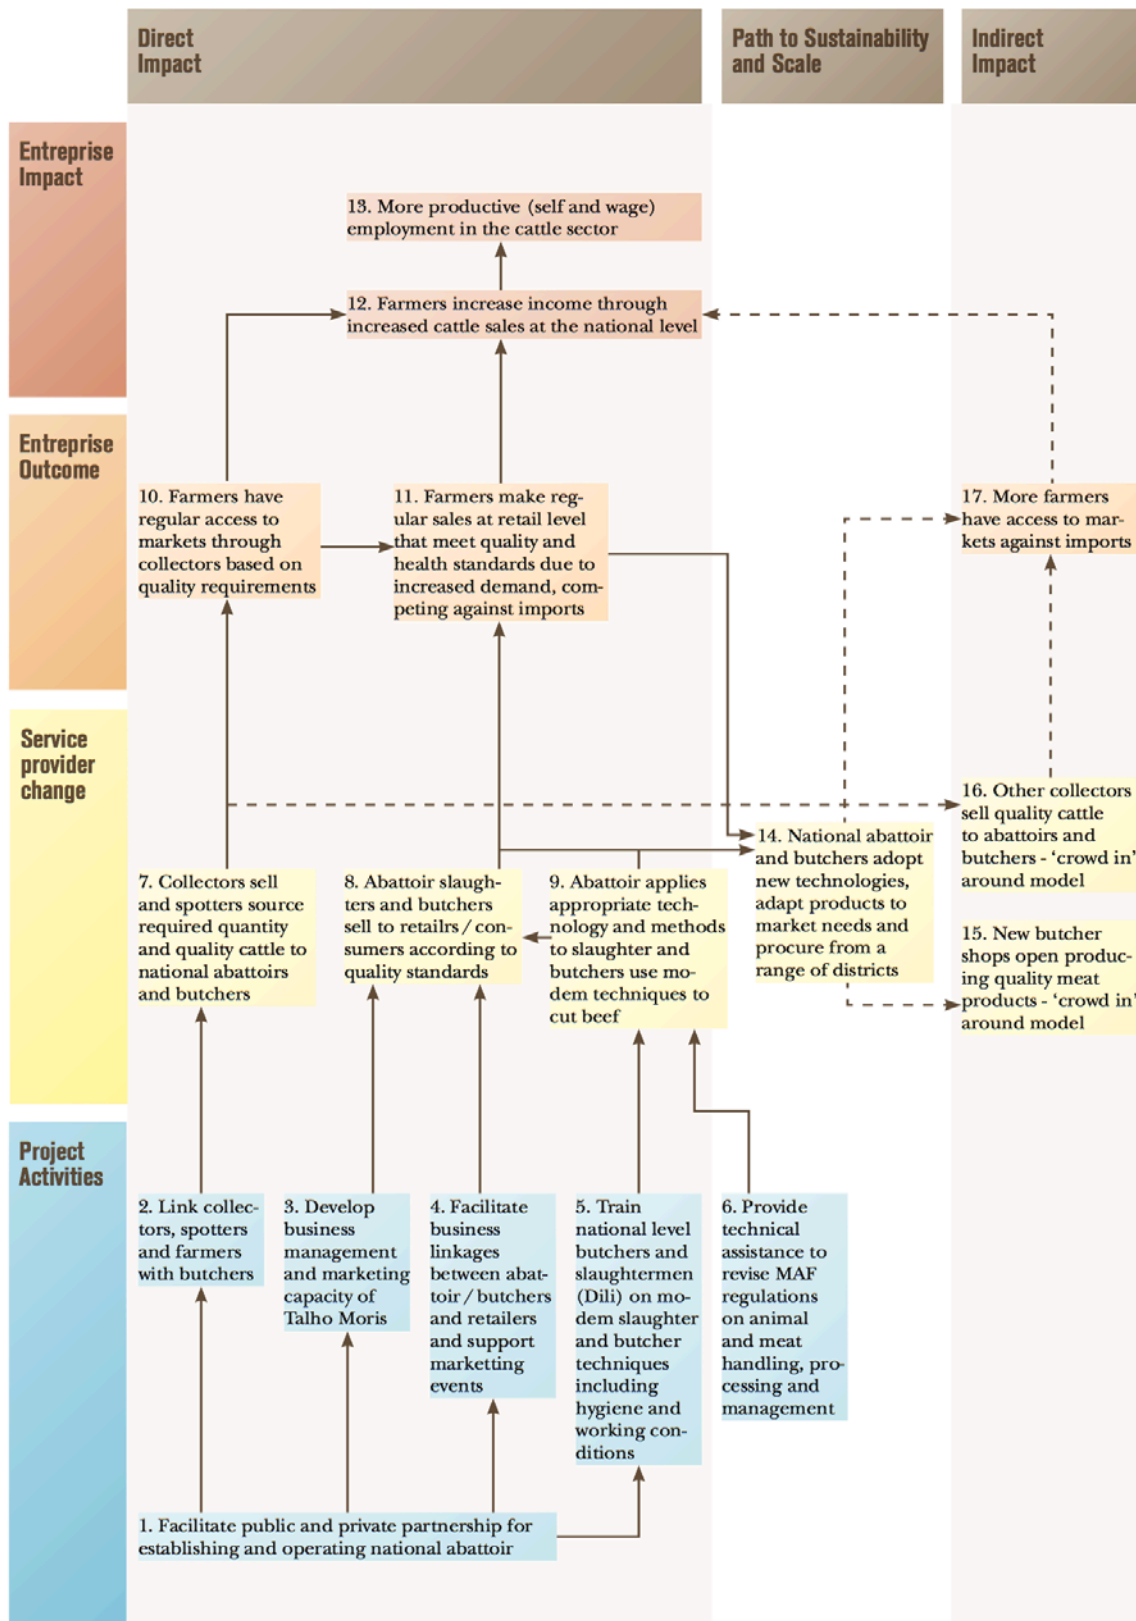 Direct
Impact
Path to Sustainability
and Scale
Indirect
Impact
Entreprise
Impact
13. More productive (self and wage)
employment in the cattle sector
12. Farmers increase income through
increased cattle sales at the national level
Entreprise
Outcome
10. Farmers have
regular access to
markets through
collectors based on
quality requirements
11. Farmers make reg-
ular sales at retail level
that meet quality and
health standards due to
increased demand, com-
peting against imports
17. More farmers
have access to mar-
kets against imports
Service
provider
change
7. Collectors sell
and spotters source
required quantity
and quality cattle to
national abattoirs
and butchers
8. Abattoir slaugh-
ters and butchers
sell to retailrs / con-
sumers according to
quality standards
9. Abattoir applies
appropriate tech-
nology and methods
to slaughter and
butchers use mo-
dem techniques to
cut beef
14. National abattoir
and butchers adopt
new technologies,
adapt products to
market needs and
procure from a
range of districts
16. Other collectors
sell quality cattle
to abattoirs and
butchers - ‘crowd in’
around model
15. New butcher
shops open produc-
ing quality meat
products - ‘crowd in’
around model
Project
Activities
2. Link collec-
tors, spotters
and farmers
with butchers
3. Develop
business
management
and marketing
capacity of
Talho Moris
4. Facilitate
business
linkages
between abat-
toir / butchers
and retailers
and support
marketting
events
5. Train
national level
butchers and
slaughtermen
(Dili) on mo-
dem slaughter
and butcher
techniques
including
hygiene and
working con-
ditions
6. Provide
technical
assistance to
revise MAF
regulations
on animal
and meat
handling, pro-
cessing and
management
1. Facilitate public and private partnership for
establishing and operating national abattoir